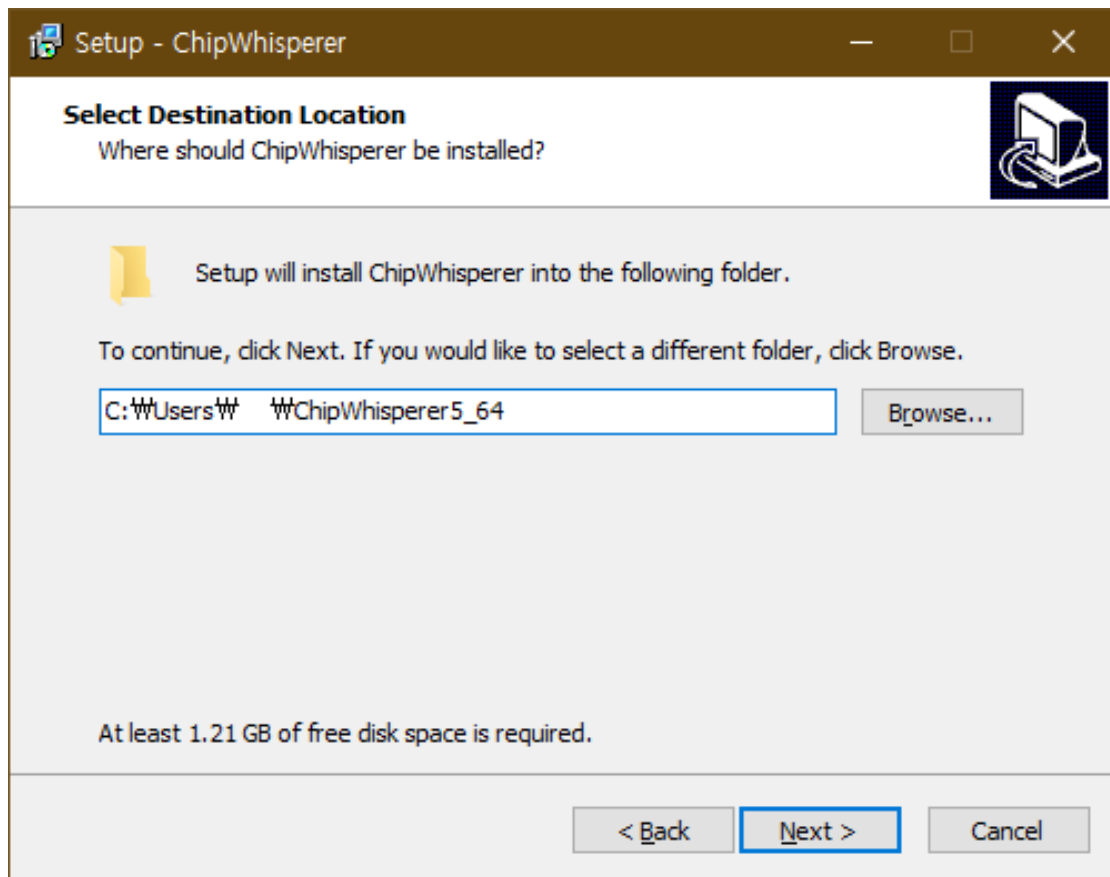 Setup - ChipWhisperer
Select Destination Location
Where should ChipWhisperer be installed?
Setup will install ChipWhisperer into the following folder.
To continue, click Next. If you would like to select a different folder, click Browse.
C:₩Users₩    ₩ChipWhisperer5_64
Browse...
At least 1.21 GB of free disk space is required.
< Back
Next >
Cancel